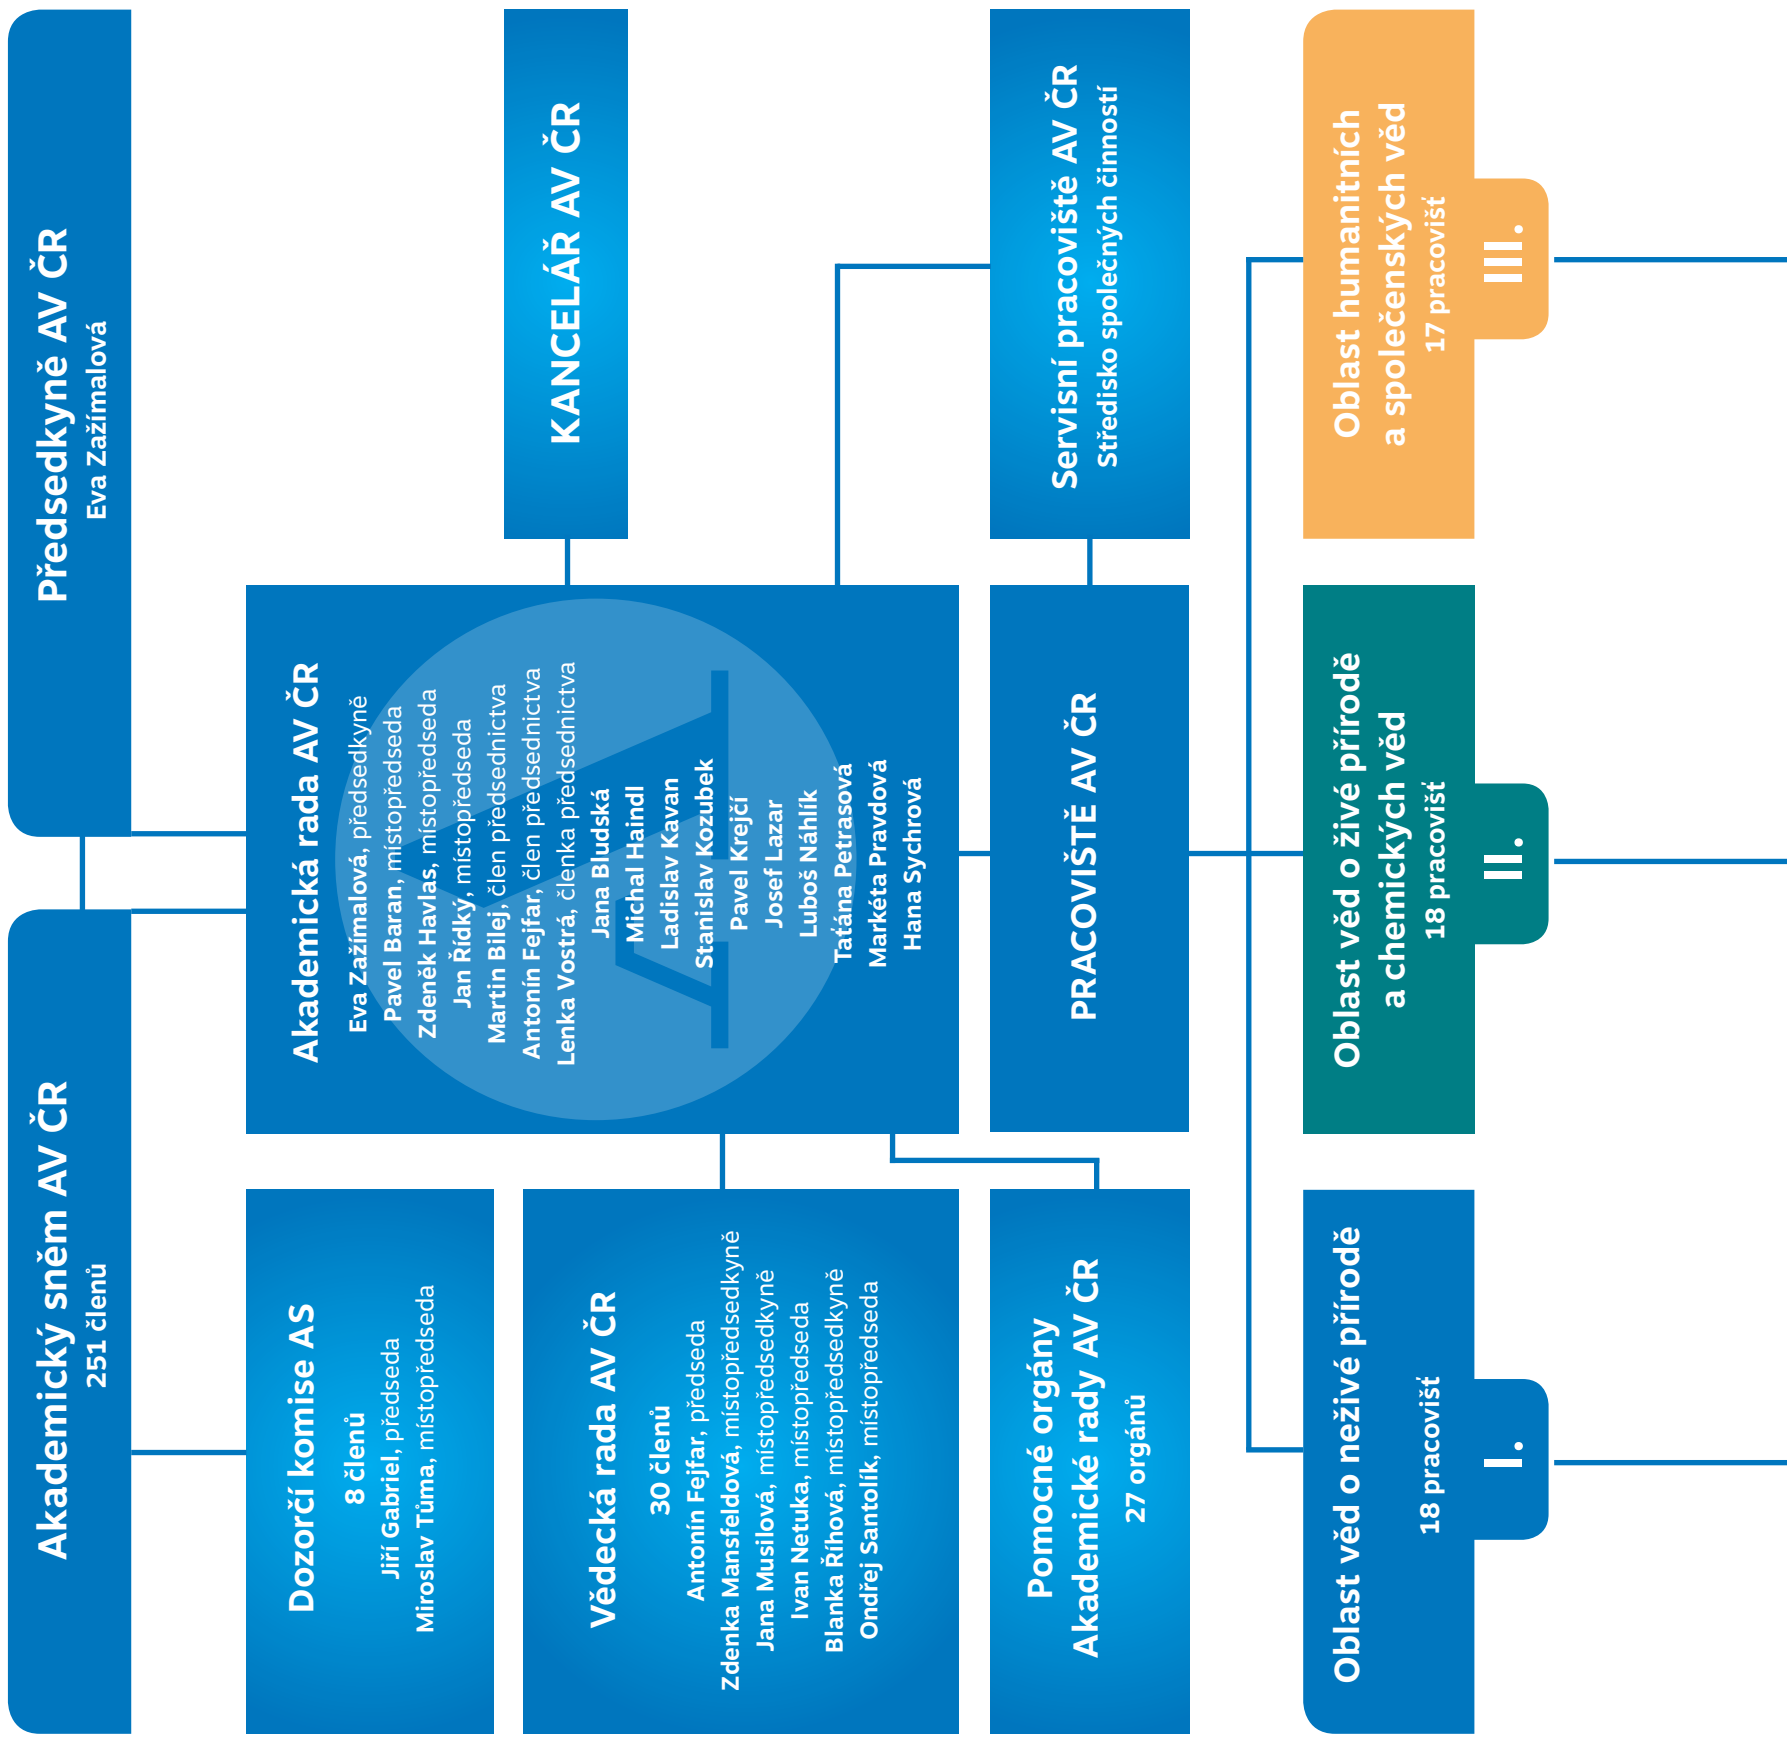 Akademický sněm AV ČR
251 členů
Předsedkyně AV ČR
Eva Zažímalová
Dozorčí komise AS
8 členů
Jiří Gabriel, předseda
Miroslav Tůma, místopředseda
Akademická rada AV ČR
Eva Zažímalová, předsedkyně
Pavel Baran, místopředseda
Zdeněk Havlas, místopředseda
Jan Řídký, místopředseda
Martin Bilej, člen předsednictva
Antonín Fejfar, člen předsednictva
Lenka Vostrá, členka předsednictva
Jana Bludská
Michal Haindl
Ladislav Kavan
Stanislav Kozubek
Pavel Krejčí
Josef Lazar
Luboš Náhlík
Taťána Petrasová
Markéta Pravdová
Hana Sychrová
KANCELÁŘ AV ČR
Vědecká rada AV ČR
30 členů
Antonín Fejfar, předseda
Zdenka Mansfeldová, místopředsedkyně
Jana Musilová, místopředsedkyně
Ivan Netuka, místopředseda
Blanka Říhová, místopředsedkyně
Ondřej Santolík, místopředseda
Pomocné orgány
Akademické rady AV ČR
27 orgánů
PRACOVIŠTĚ AV ČR
Servisní pracoviště AV ČR
Středisko společných činností
Oblast věd o neživé přírodě
18 pracovišť
I.
Oblast věd o živé přírodě
a chemických věd
18 pracovišť
II.
Oblast humanitních
a společenských věd
17 pracovišť
III.